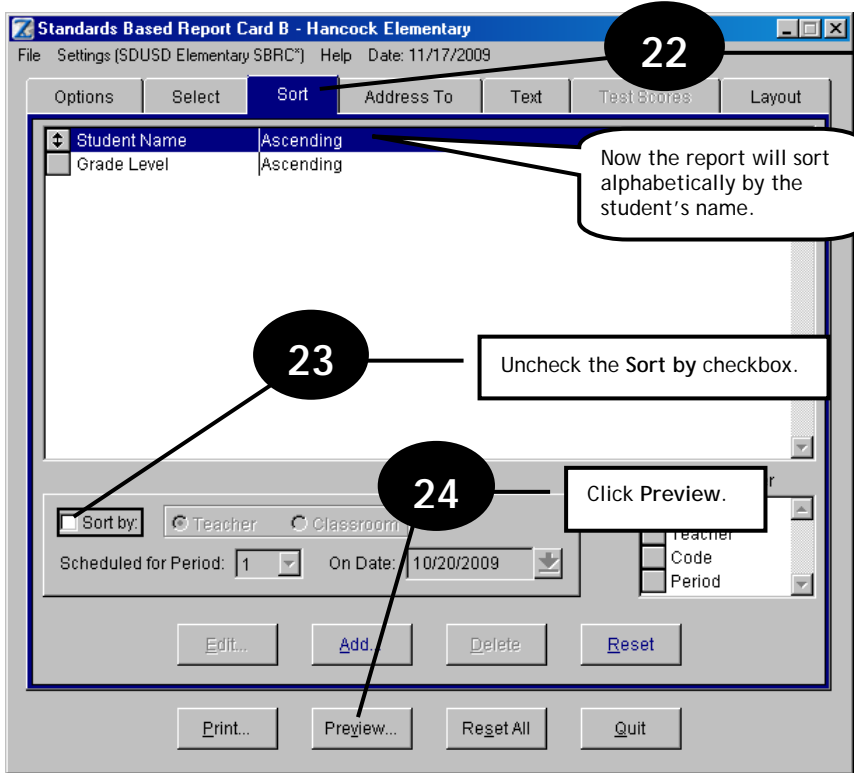 Standards Based Report Card B - Hancock Elementary
File Settings (SDUSD Elementary SBRC*) Help Date: 11/17/2009
22
Options Select Sort Address To Text Test Scores Layout
Student Name Ascending
Grade Level Ascending
Now the report will sort
alphabetically by the
student's name.
23
Uncheck the Sort by checkbox.
24
Click Preview.
r
Sort by: Teacher Classroom
Teacher
Scheduled for Period: 1 On Date: 10/20/2009
Code
Period
Edit... Add... Delete Reset
Print... Preview... Reset All Quit